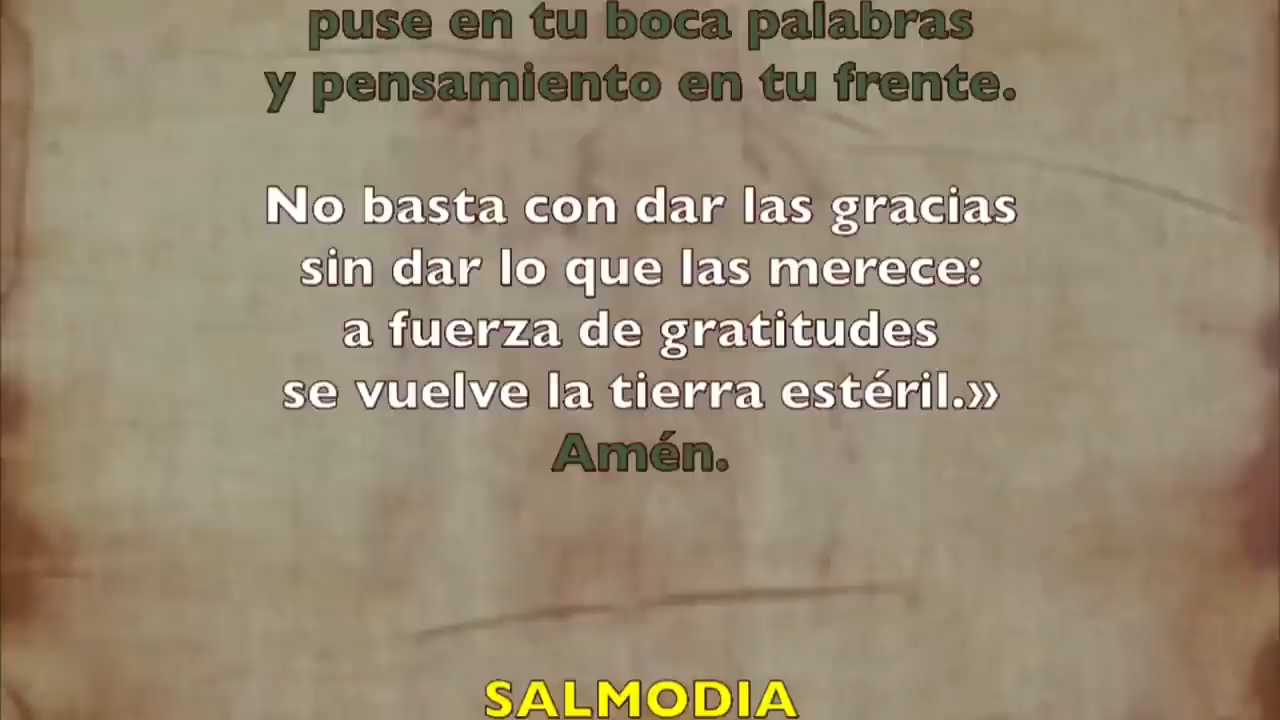 puse en tu boca palabras
y pensamiento en tu frente.
No basta con dar las gracias
sin dar lo que las merece:
a fuerza de gratitudes
se vuelve la tierra estéril.»
Amén.
SALMODIA